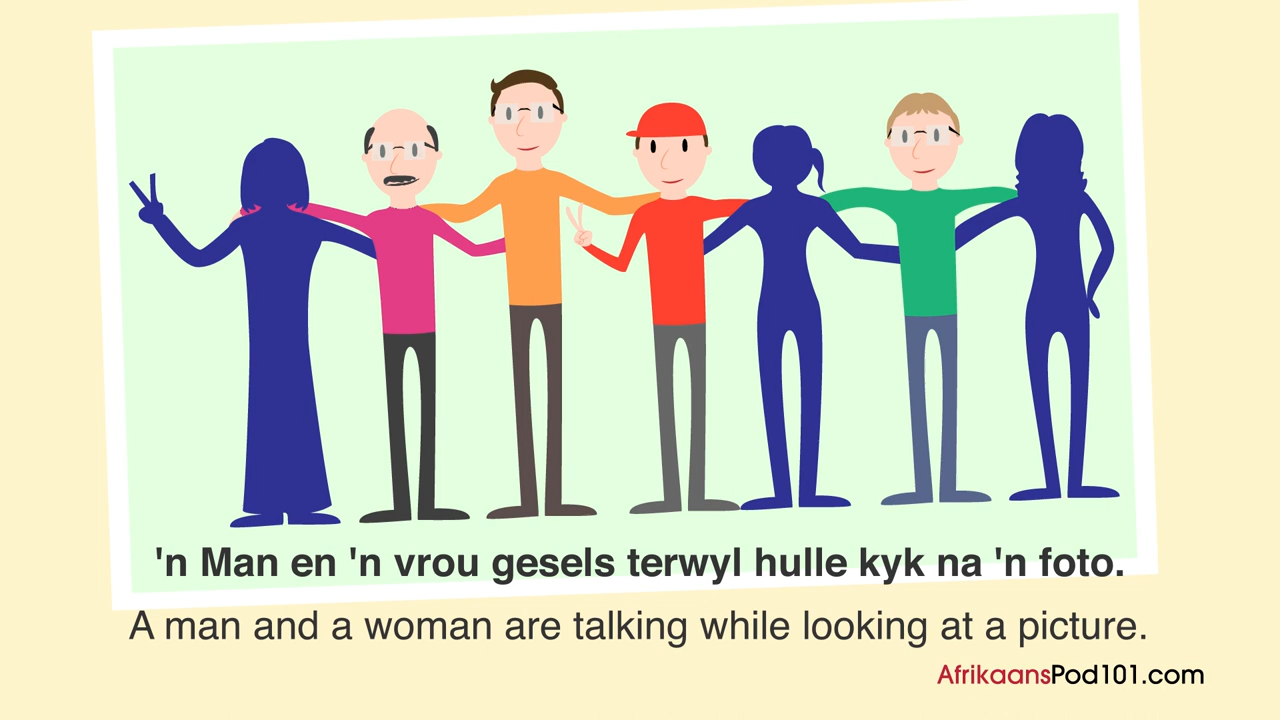 'n Man en 'n vrou gesels terwyl hulle kyk na 'n foto.
A man and a woman are talking while looking at a picture.
AfrikaansPod101.com